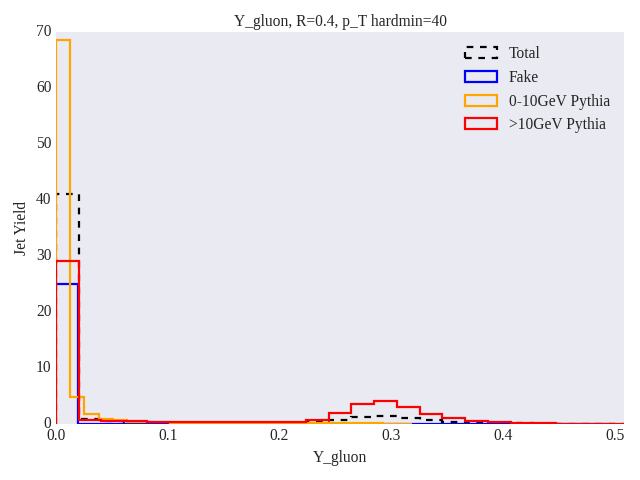 Y_gluon, R=0.4, p_T hardmin=40
70
60
50
40
30
20
10
0
Jet Yield
Total
Fake
0-10GeV Pythia
>10GeV Pythia
0.0 0.1 0.2 0.3 0.4 0.5
Y_gluon